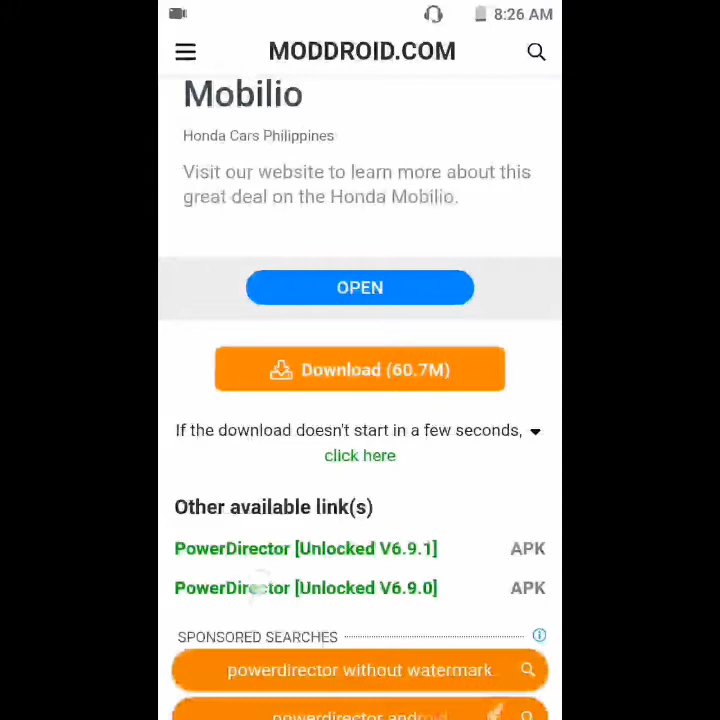 8:26 AM
MODDROID.COM
Mobilio
Honda Cars Philippines
Visit our website to learn more about this
great deal on the Honda Mobilio.
OPEN
Download (60.7M)
If the download doesn't start in a few seconds,
click here
Other available link(s)
PowerDirector [Unlocked V6.9.1] APK
PowerDirector [Unlocked V6.9.0] APK
SPONSORED SEARCHES
powerdirector without watermark
powerdirector android